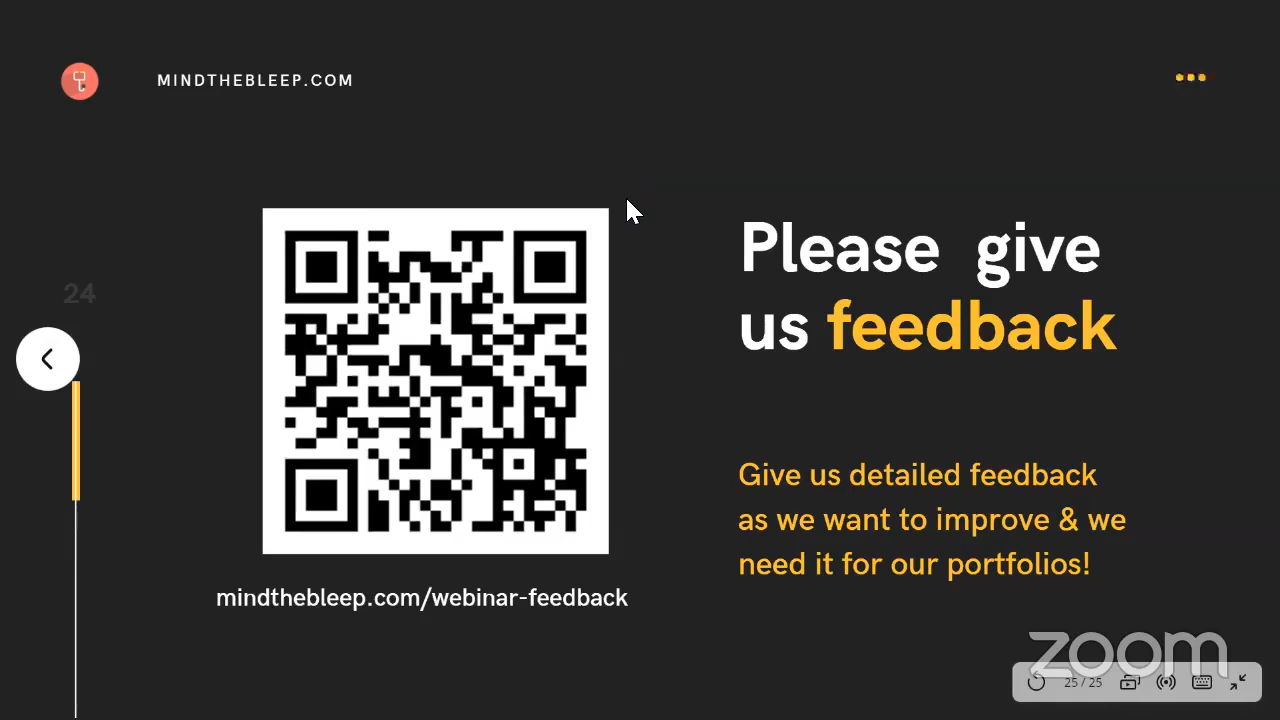 MINDTHEBLEEP.COM
24
Please give
us feedback
Give us detailed feedback
as we want to improve & we
need it for our portfolios!
mindthebleep.com/webinar-feedback
zoom
25 / 25